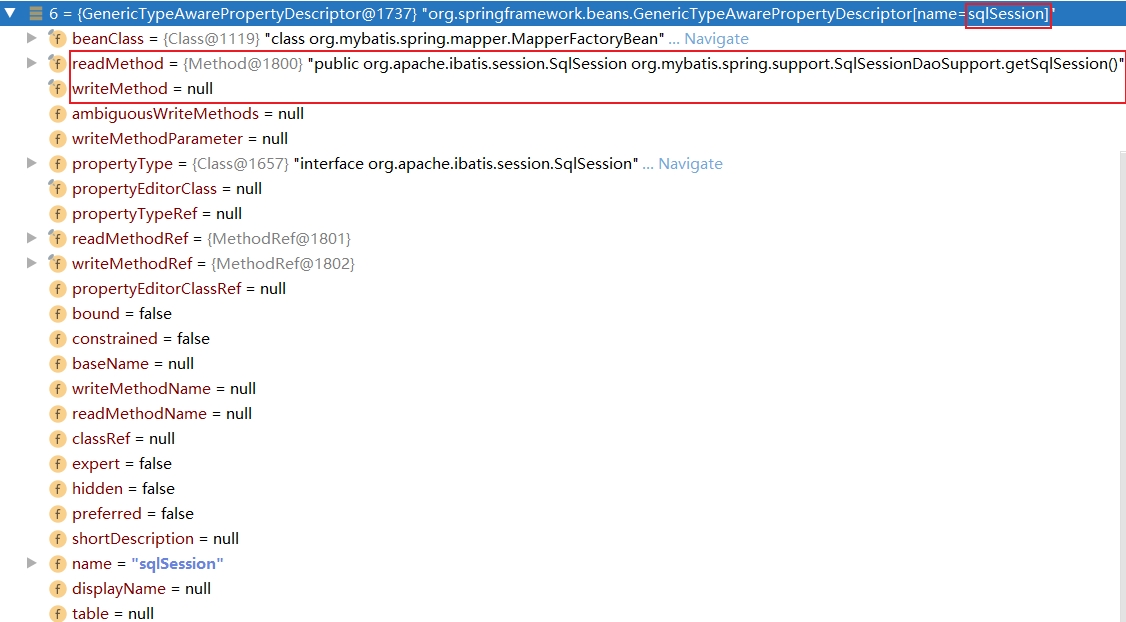 6 = {GenericTypeAwarePropertyDescriptor@1737} "org.springframework.beans.GenericTypeAwarePropertyDescriptor[name=sqlSession]"
f beanClass = {Class@1119} "class org.mybatis.spring.mapper.MapperFactoryBean" ... Navigate
f readMethod = {Method@1800} "public org.apache.ibatis.session.SqlSession org.mybatis.spring.support.SqlSessionDaoSupport.getSqlSession()"
f writeMethod = null
f ambiguousWriteMethods = null
f writeMethodParameter = null
f propertyType = {Class@1657} "interface org.apache.ibatis.session.SqlSession" ... Navigate
f propertyEditorClass = null
f propertyTypeRef = null
f readMethodRef = {MethodRef@1801}
f writeMethodRef = {MethodRef@1802}
f propertyEditorClassRef = null
f bound = false
f constrained = false
f baseName = null
f writeMethodName = null
f readMethodName = null
f classRef = null
f expert = false
f hidden = false
f preferred = false
f shortDescription = null
f name = "sqlSession"
f displayName = null
f table = null